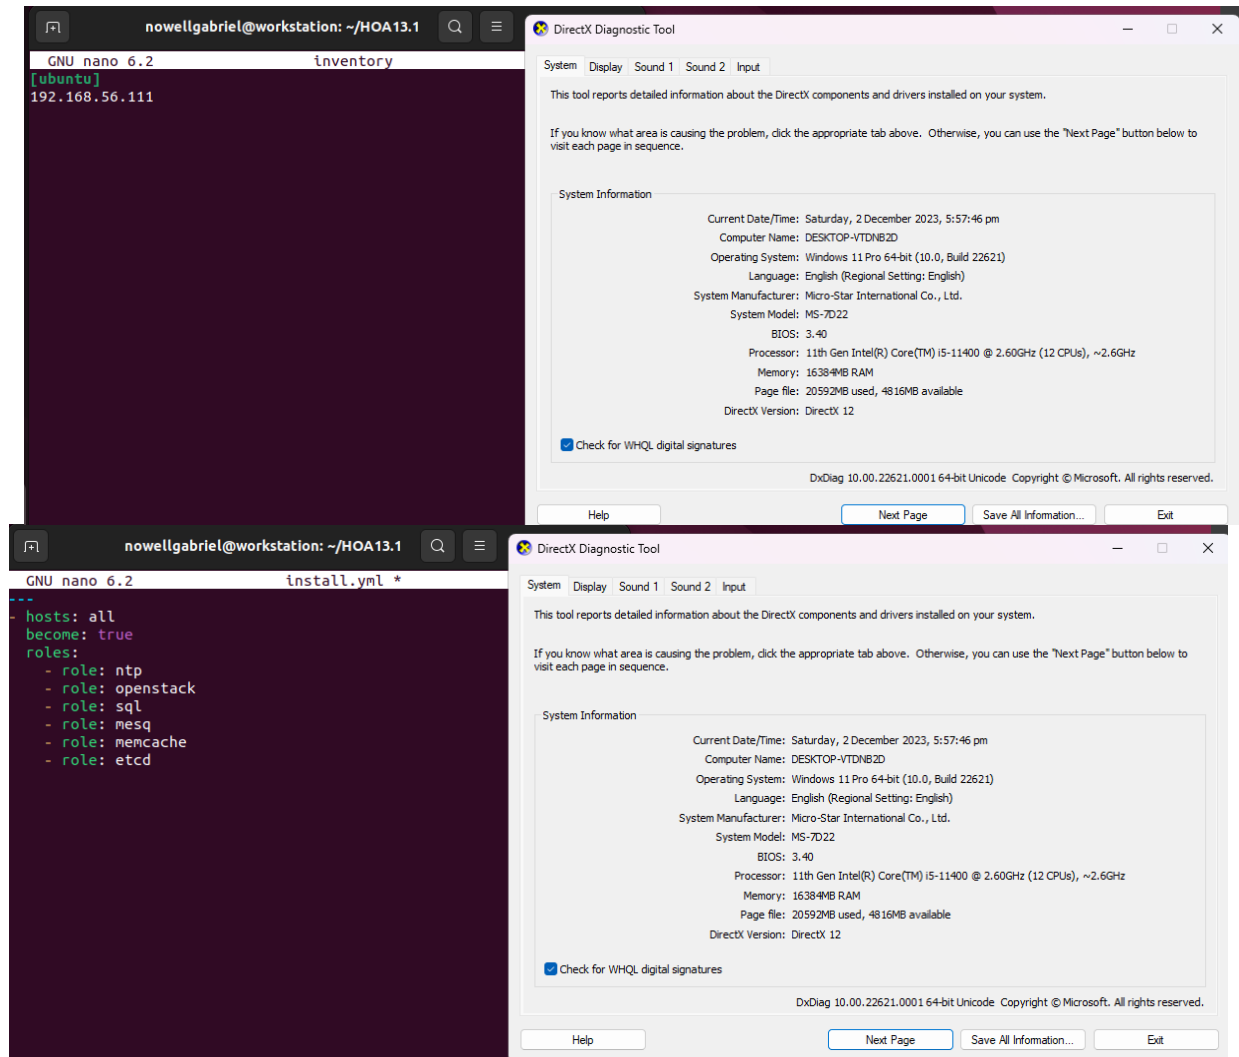 nowellgabriel@workstation: ~/HOA13.1
GNU nano 6.2 inventory
[ubuntu]
192.168.56.111
DirectX Diagnostic Tool
System Display Sound 1 Sound 2 Input
This tool reports detailed information about the DirectX components and drivers installed on your system.
If you know what area is causing the problem, click the appropriate tab above. Otherwise, you can use the "Next Page" button below to
visit each page in sequence.
System Information
Current Date/Time: Saturday, 2 December 2023, 5:57:46 pm
Computer Name: DESKTOP-VTDNB2D
Operating System: Windows 11 Pro 64-bit (10.0, Build 22621)
Language: English (Regional Setting: English)
System Manufacturer: Micro-Star International Co., Ltd.
System Model: MS-7D22
BIOS: 3.40
Processor: 11th Gen Intel(R) Core(TM) i5-11400 @ 2.60GHz (12 CPUs), ~2.6GHz
Memory: 16384MB RAM
Page file: 20592MB used, 4816MB available
DirectX Version: DirectX 12
Check for WHQL digital signatures
DxDiag 10.00.22621.0001 64-bit Unicode Copyright © Microsoft. All rights reserved.
Help Next Page Save All Information... Exit
nowellgabriel@workstation: ~/HOA13.1
GNU nano 6.2 install.yml *
---
- hosts: all
become: true
roles:
- role: ntp
- role: openstack
- role: sql
- role: mesq
- role: memcache
- role: etcd
DirectX Diagnostic Tool
System Display Sound 1 Sound 2 Input
This tool reports detailed information about the DirectX components and drivers installed on your system.
If you know what area is causing the problem, click the appropriate tab above. Otherwise, you can use the "Next Page" button below to
visit each page in sequence.
System Information
Current Date/Time: Saturday, 2 December 2023, 5:57:46 pm
Computer Name: DESKTOP-VTDNB2D
Operating System: Windows 11 Pro 64-bit (10.0, Build 22621)
Language: English (Regional Setting: English)
System Manufacturer: Micro-Star International Co., Ltd.
System Model: MS-7D22
BIOS: 3.40
Processor: 11th Gen Intel(R) Core(TM) i5-11400 @ 2.60GHz (12 CPUs), ~2.6GHz
Memory: 16384MB RAM
Page file: 20592MB used, 4816MB available
DirectX Version: DirectX 12
Check for WHQL digital signatures
DxDiag 10.00.22621.0001 64-bit Unicode Copyright © Microsoft. All rights reserved.
Help Next Page Save All Information... Exit